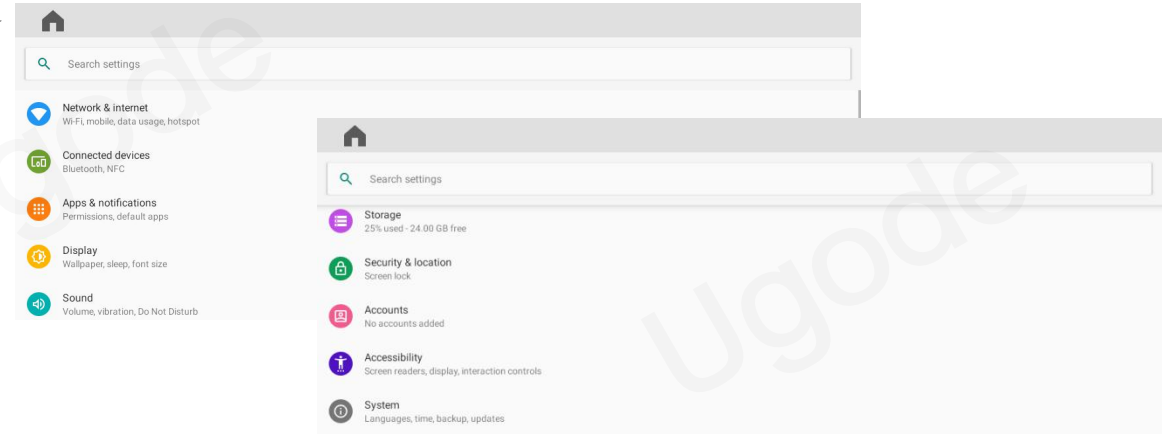 Search settings
Network & internet
Wi-Fi, mobile, data usage, hotspot
Connected devices
Bluetooth, NFC
Apps & notifications
Permissions, default apps
Display
Wallpaper, sleep, font size
Sound
Volume, vibration, Do Not Disturb
Search settings
Storage
25% used - 24.00 GB free
Security & location
Screen lock
Accounts
No accounts added
Accessibility
Screen readers, display, interaction controls
System
Languages, time, backup, updates
Ugode
Ugode